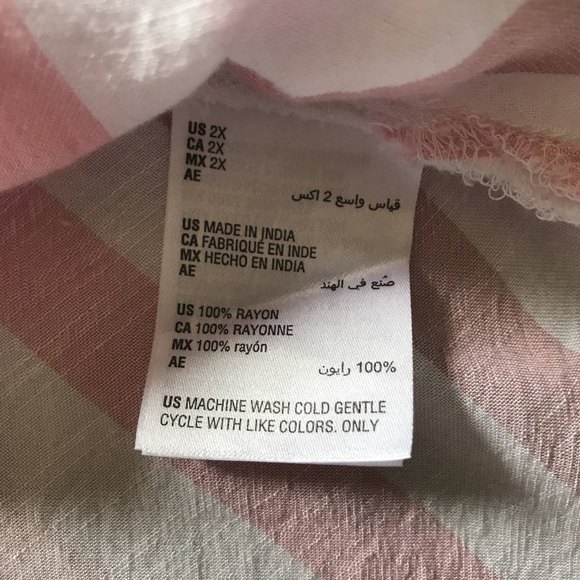 US 2X
CA 2X
MX 2X
AE
قياس واسع 2 اكس
US MADE IN INDIA
CA FABRIQUÉ EN INDE
MX HECHO EN INDIA
AE
صُنع في الهند
US 100% RAYON
CA 100% RAYONNE
MX 100% rayón
AE
100% رايون
US MACHINE WASH COLD GENTLE
CYCLE WITH LIKE COLORS. ONLY